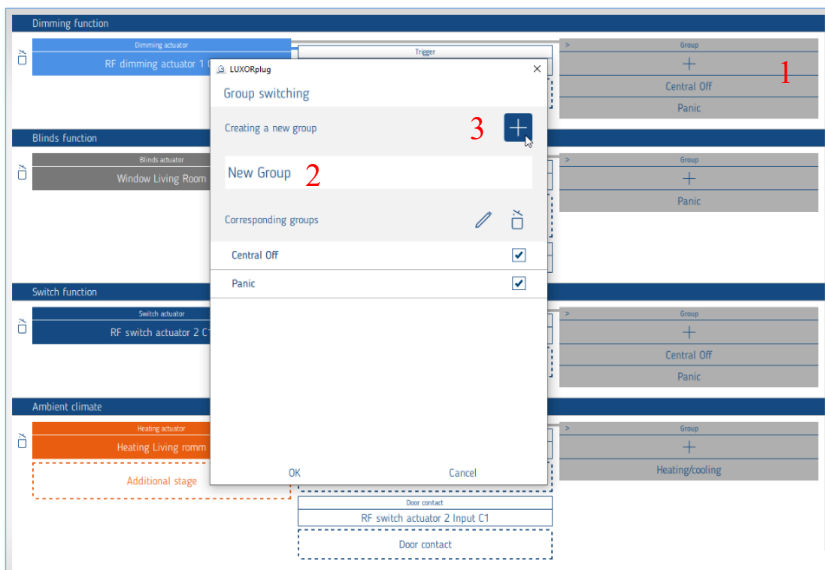 Dimming function
Dimming actuator
RF dimming actuator 1
Trigger
> Group
+
1
Central Off
Panic
LUXORplug
Group switching
Creating a new group
3
+
New Group
2
Corresponding groups
Central Off
Panic
OK
Cancel
Blinds function
Blinds actuator
Window Living Room
> Group
+
Panic
Switch function
Switch actuator
RF switch actuator 2 C1
> Group
+
Central Off
Panic
Ambient climate
Heating actuator
Heating Living romm
Additional stage
> Group
+
Heating/cooling
Door contact
RF switch actuator 2 Input C1
Door contact